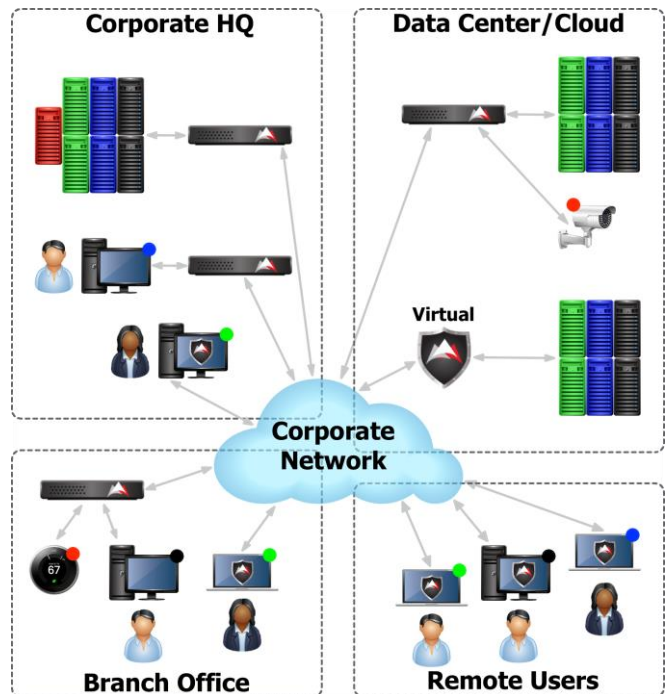 Corporate HQ
Data Center/Cloud
Virtual
Corporate
Network
67
Branch Office
Remote Users